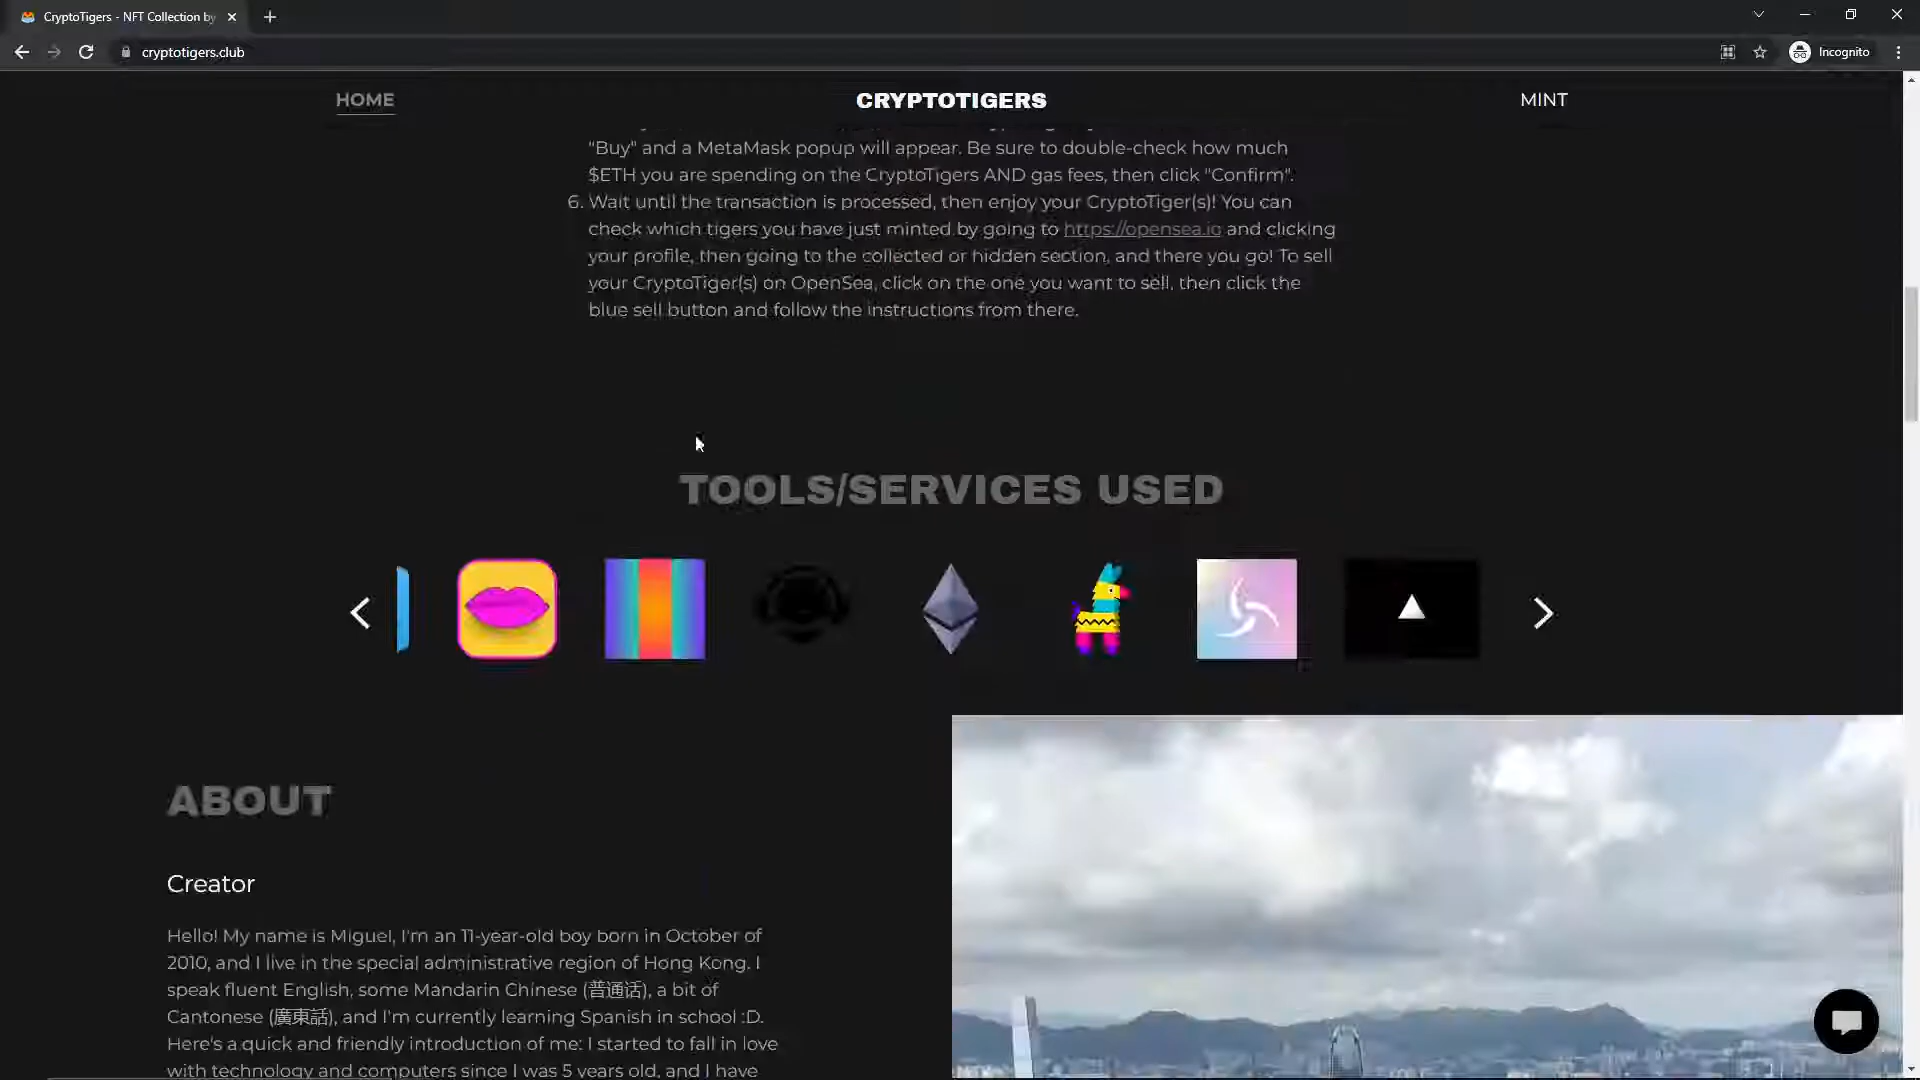 CryptoTigers - NFT Collection by
cryptotigers.club
Incognito
HOME
CRYPTOTIGERS
MINT
"Buy" and a MetaMask popup will appear. Be sure to double-check how much
$ETH you are spending on the CryptoTigers AND gas fees, then click "Confirm".
6. Wait until the transaction is processed, then enjoy your CryptoTiger(s)! You can
check which tigers you have just minted by going to https://opensea.io and clicking
your profile, then going to the collected or hidden section, and there you go! To sell
your CryptoTiger(s) on OpenSea, click on the one you want to sell, then click the
blue sell button and follow the instructions from there.
TOOLS/SERVICES USED
ABOUT
Creator
Hello! My name is Miguel, I'm an 11-year-old boy born in October of
2010, and I live in the special administrative region of Hong Kong. I
speak fluent English, some Mandarin Chinese (普通话), a bit of
Cantonese (廣東話), and I'm currently learning Spanish in school :D.
Here's a quick and friendly introduction of me: I started to fall in love
with technology and computers since I was 5 years old, and I have